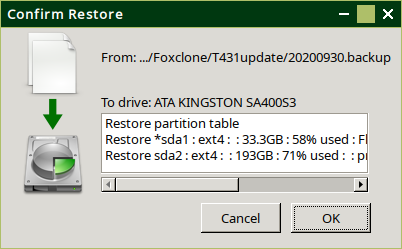 Confirm Restore
From: .../Foxclone/T431update/20200930.backup
To drive: ATA KINGSTON SA400S3
Restore partition table
Restore *sda1 : ext4 : : 33.3GB : 58% used : Fl
Restore sda2 : ext4 : : 193GB : 71% used : : pr
Cancel
OK